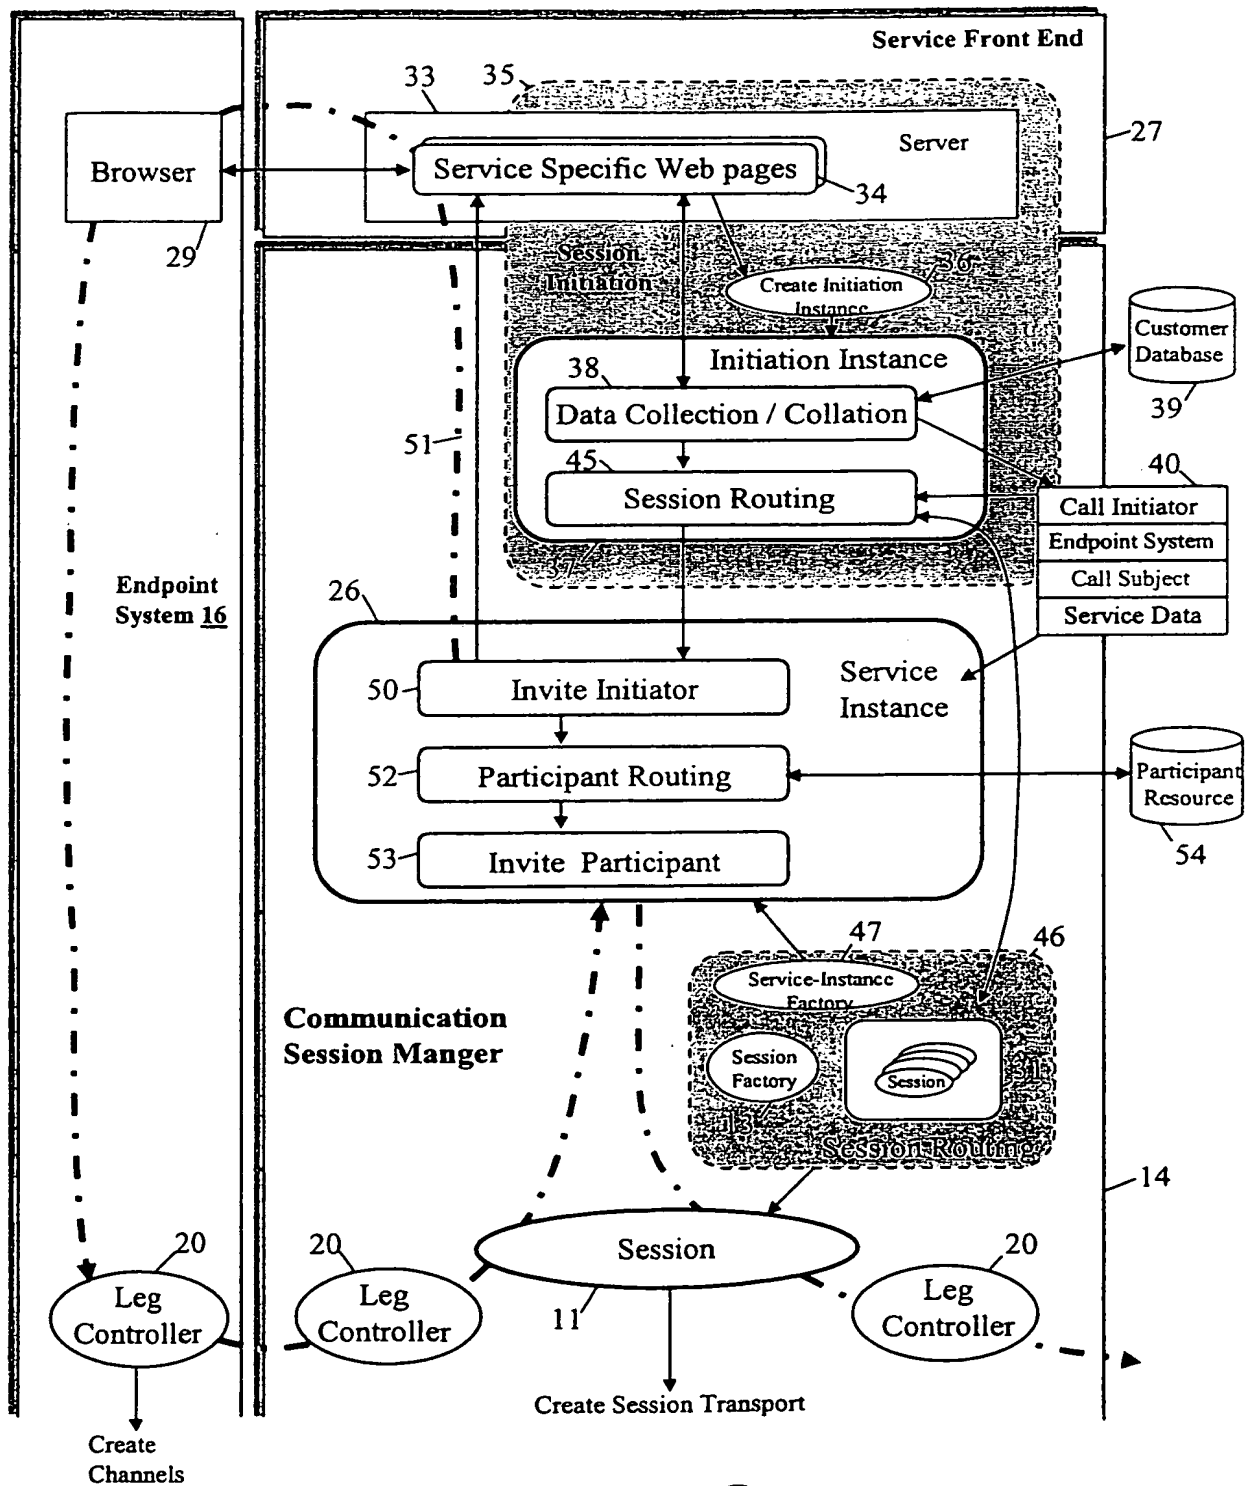 Service Front End
33
35
27
Server
Browser
Service Specific Web pages
34
29
Session
Initiation
36
Create Initiation
Instance
Customer
Database
39
Initiation Instance
38
Data Collection / Collation
51
45
Session Routing
40
Call Initiator
Endpoint System
Call Subject
Service Data
37
Endpoint
System 16
26
Service
Instance
50
Invite Initiator
52
Participant Routing
Participant
Resource
54
53
Invite Participant
47
46
Service-Instance
Factory
Communication
Session Manger
Session
Factory
Session
31
13
Session Routing
14
20
20
20
Session
Leg
Controller
Leg
Controller
Leg
Controller
11
Create Session Transport
Create
Channels